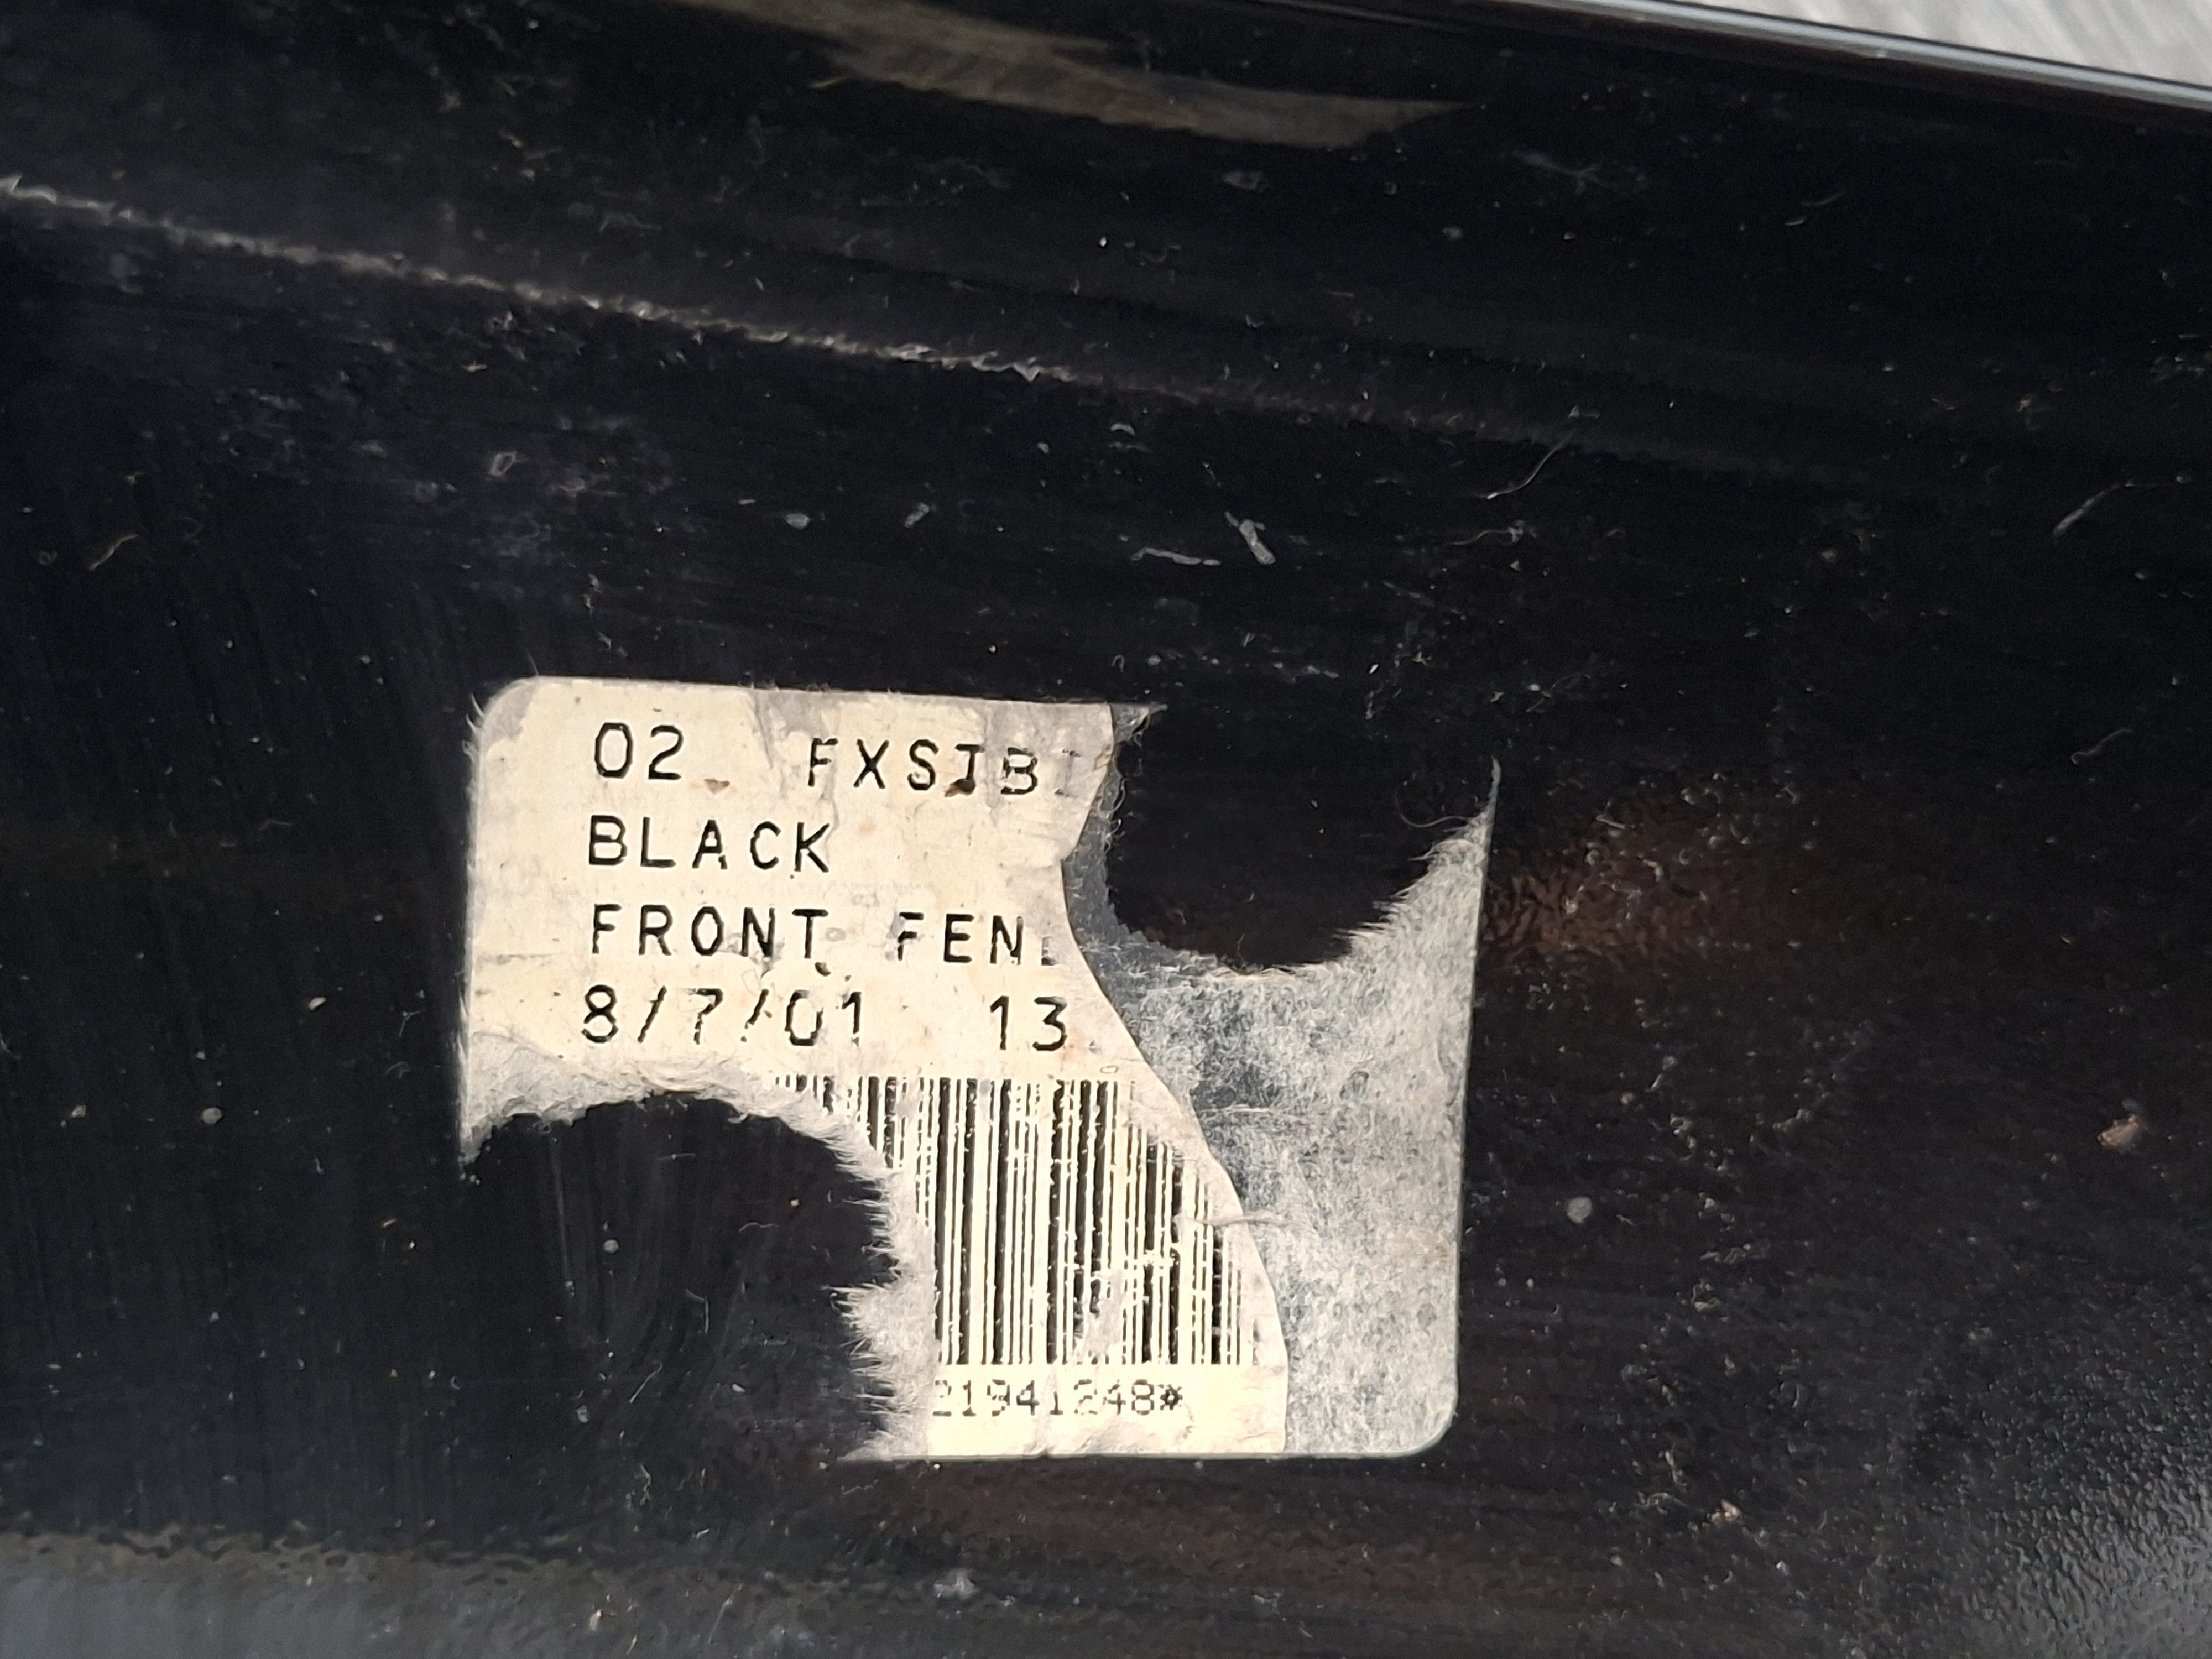 02 FXSTB
BLACK
FRONT FEN
8/7/01 13
21941248*